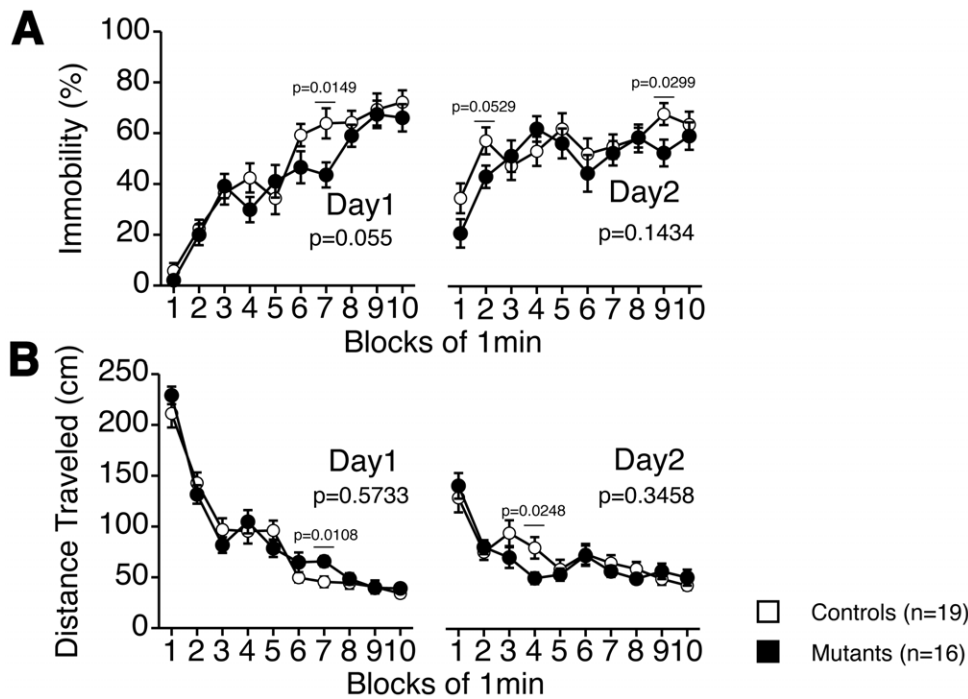 A
Immobility (%)
100
80
60
40
20
0
p=0.0149
Day1
p=0.055
1 2 3 4 5 6 7 8 9 10
p=0.0529
p=0.0299
Day2
p=0.1434
1 2 3 4 5 6 7 8 9 10
Blocks of 1min
B
Distance Traveled (cm)
250
200
150
100
50
0
Day1
p=0.5733
p=0.0108
1 2 3 4 5 6 7 8 9 10
Day2
p=0.3458
p=0.0248
1 2 3 4 5 6 7 8 9 10
Blocks of 1min
Controls (n=19)
Mutants (n=16)